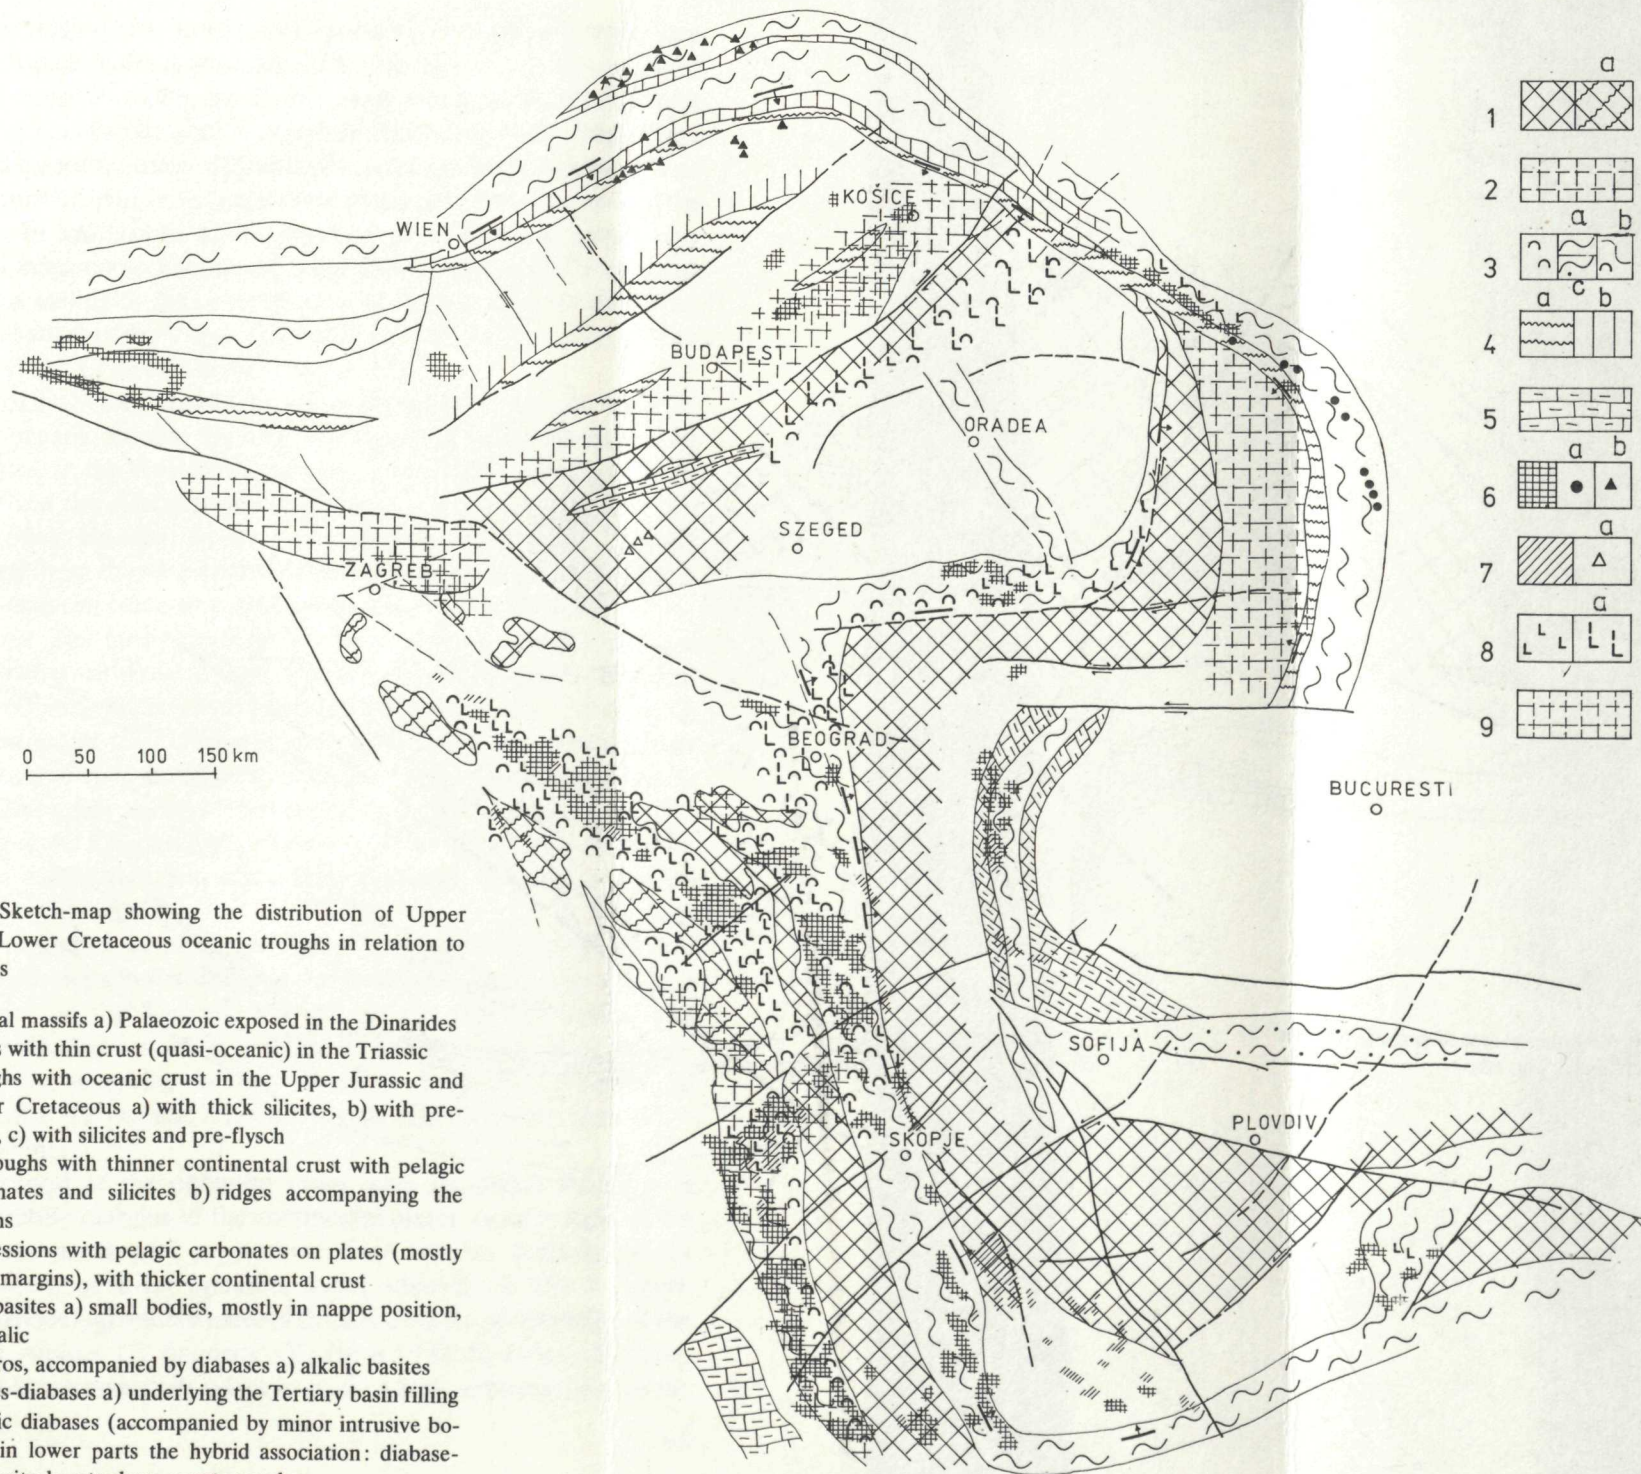 a
1
2
a b
3
c
a b
4
5
a b
6
a
7
a
8
9
KOŠICE
WIEN
BUDAPEST
ORADEA
SZEGED
ZAGREB
BEOGRAD
BUCURESTI
SOFIJA
PLOVDIV
SKOPJE
0 50 100 150 km
Sketch-map showing the distribution of Upper
Lower Cretaceous oceanic troughs in relation to
s
al massifs a) Palaeozoic exposed in the Dinarides
s with thin crust (quasi-oceanic) in the Triassic
ghs with oceanic crust in the Upper Jurassic and
r Cretaceous a) with thick silicites, b) with pre-
, c) with silicites and pre-flysch
oughs with thinner continental crust with pelagic
nates and silicites b) ridges accompanying the
ns
essions with pelagic carbonates on plates (mostly
margins), with thicker continental crust
basites a) small bodies, mostly in nappe position,
alic
ros, accompanied by diabases a) alkalic basites
es-diabases a) underlying the Tertiary basin filling
ic diabases (accompanied by minor intrusive bo-
in lower parts the hybrid association: diabase-